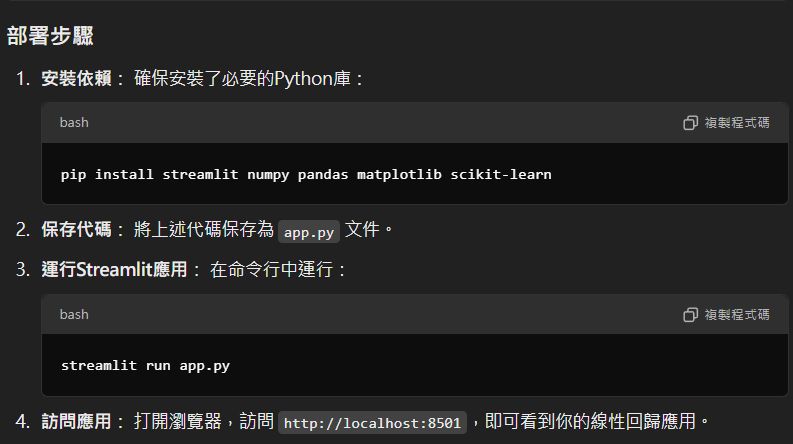 部署步驟
1. 安裝依賴： 確保安裝了必要的Python庫：
bash 複製程式碼
pip install streamlit numpy pandas matplotlib scikit-learn
2. 保存代碼： 將上述代碼保存為 app.py 文件。
3. 運行Streamlit應用： 在命令行中運行：
bash 複製程式碼
streamlit run app.py
4. 訪問應用： 打開瀏覽器，訪問 http://localhost:8501 ，即可看到你的線性回歸應用。